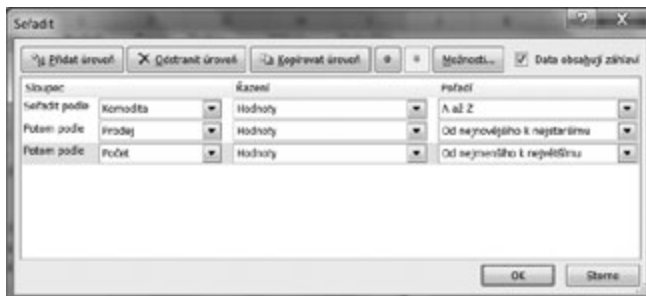 Seřadit
Přidat úroveň Odstranit úroveň Kopírovat úroveň Možnosti... Data obsahují záhlaví
Sloupec Řazení Pořadí
Seřadit podle Komodita Hodnoty A až Z
Potom podle Prodej Hodnoty Od nejnovějšího k nejstaršímu
Potom podle Počet Hodnoty Od nejmenšího k největšímu
OK Storno